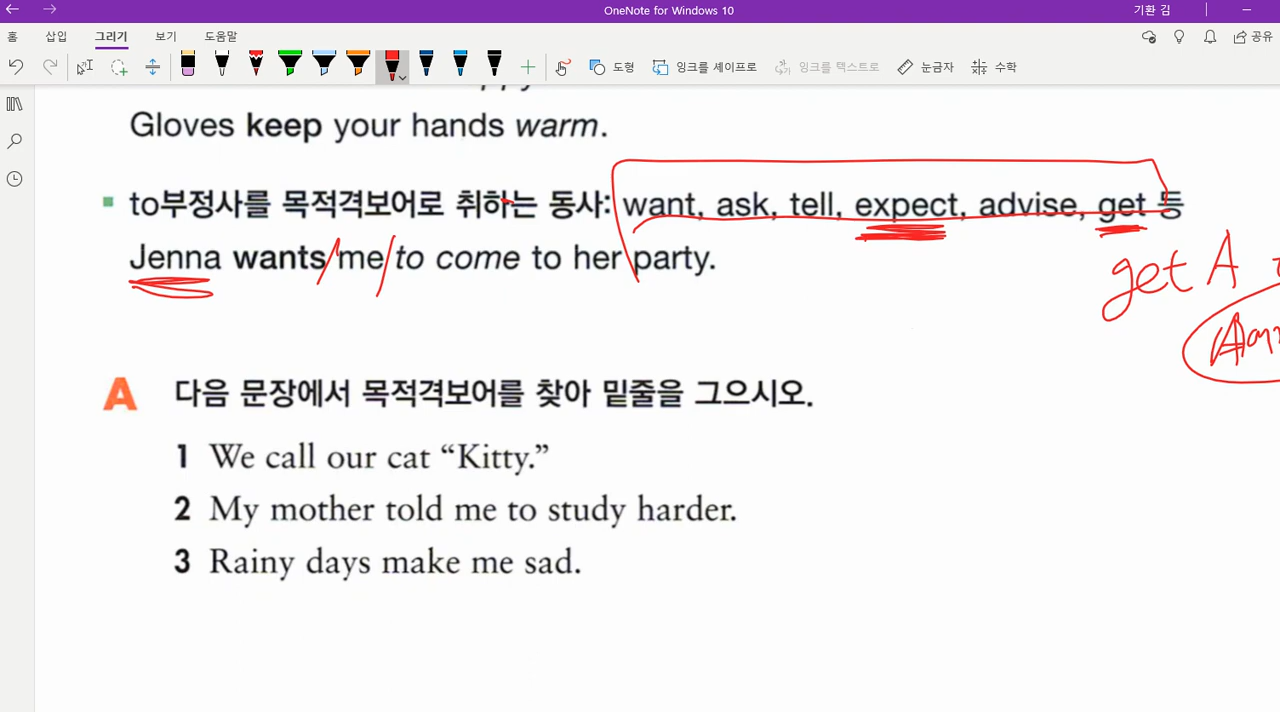 OneNote for Windows 10
기환 김
홈 삽입 그리기 보기 도움말
공유
도형 잉크를 셰이프로 잉크를 텍스트로 눈금자 수학
Gloves keep your hands warm.
to부정사를 목적격보어로 취하는 동사: want, ask, tell, expect, advise, get 등
Jenna wants me to come to her party.
get A
A 다음 문장에서 목적격보어를 찾아 밑줄을 그으시오.
1 We call our cat “Kitty.”
2 My mother told me to study harder.
3 Rainy days make me sad.